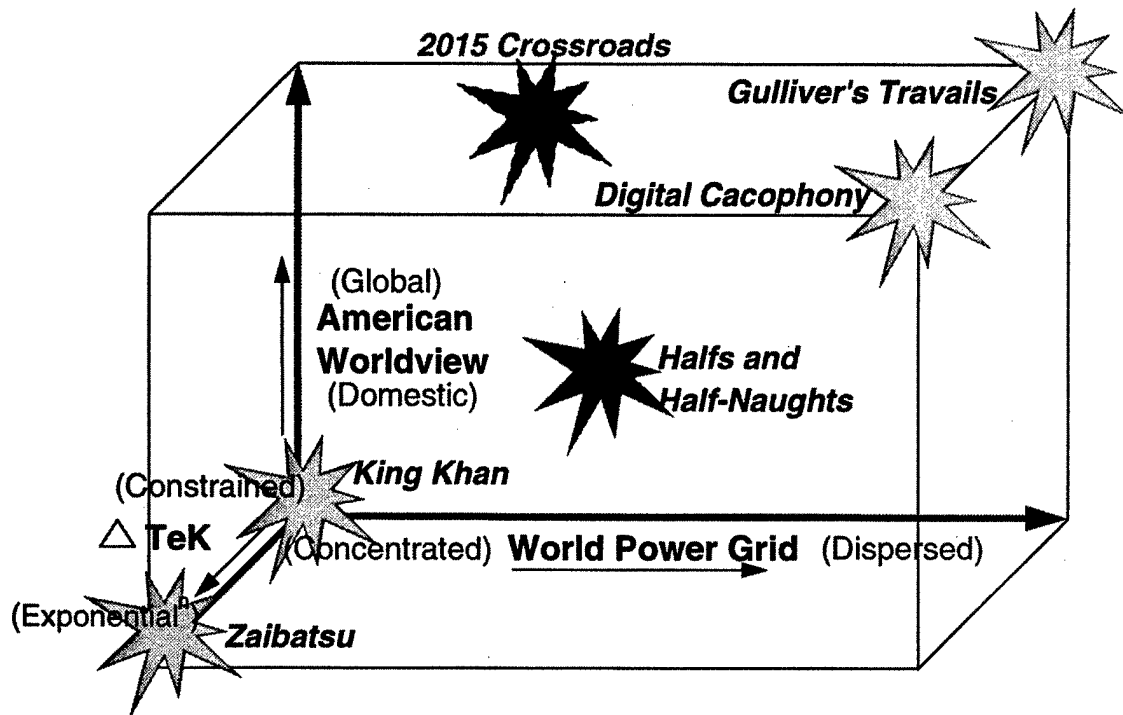 2015 Crossroads
Gulliver's Travails
Digital Cacophony
(Global)
American
Worldview
(Domestic)
Halfs and
Half-Naughts
King Khan
(Constrained)
△ TeK
(Concentrated) World Power Grid (Dispersed)
(Exponentialⁿ)
Zaibatsu